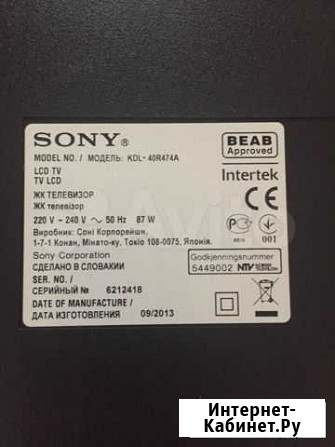 SONY®
BEAB
Approved
MODEL NO. / МОДЕЛЬ: KDL-40R474A
LCD TV
TV LCD
ЖК ТЕЛЕВИЗОР
ЖК телевізор
Intertek
CE
220 V ~ 240 V ~ 50 Hz 87 W
Виробник: Соні Корпорейшн,
1-7-1 Конан, Мінато-ку, Токіо 108-0075, Японія.
001
Sony Corporation
СДЕЛАНО В СЛОВАКИИ
Godkjenningsnummer
5449002
SER. NO. /
СЕРИЙНЫЙ № 6212418
DATE OF MANUFACTURE /
ДАТА ИЗГОТОВЛЕНИЯ 09/2013
Avito
Интернет-
Кабинет.Ру